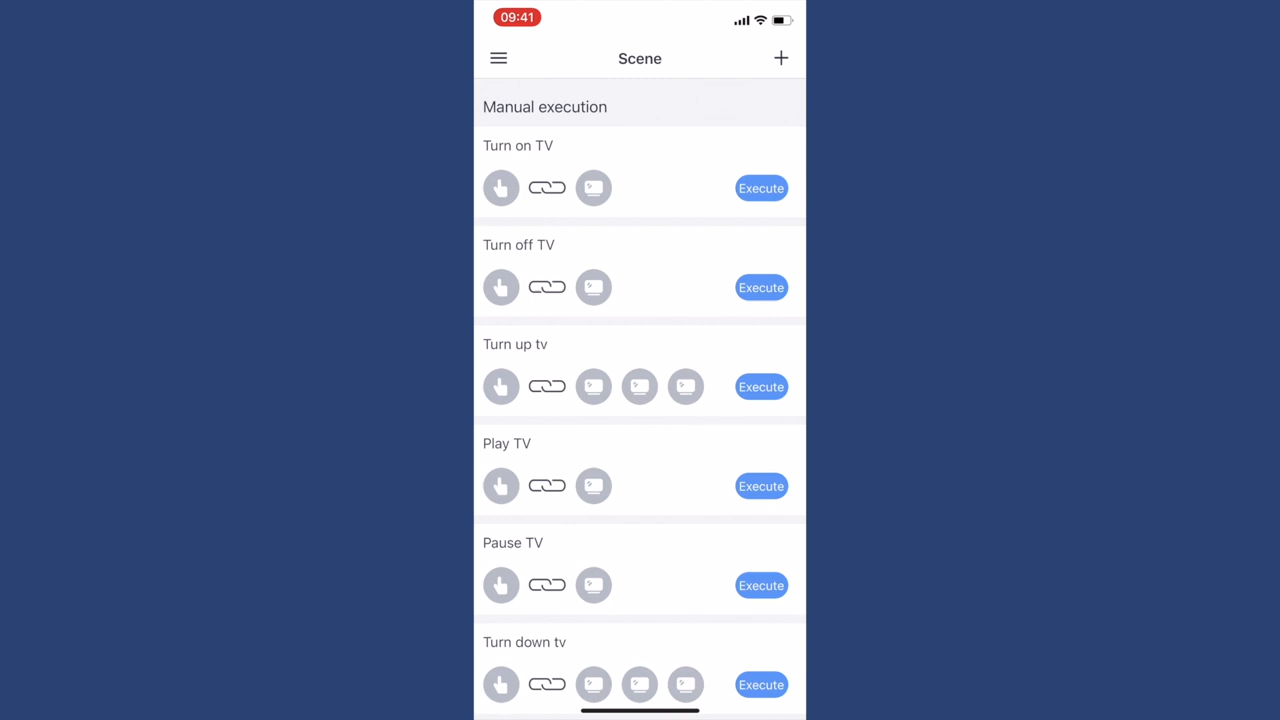 09:41
Scene
Manual execution
Turn on TV
Execute
Turn off TV
Execute
Turn up tv
Execute
Play TV
Execute
Pause TV
Execute
Turn down tv
Execute